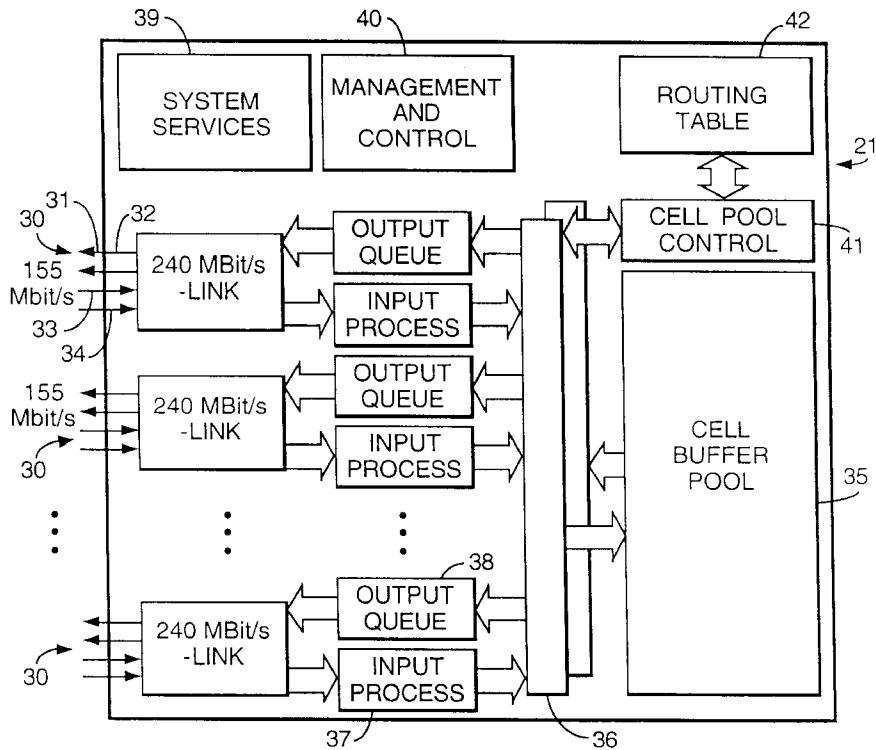 39
40
42
SYSTEM
SERVICES
MANAGEMENT
AND
CONTROL
ROUTING
TABLE
21
31
32
30
155
Mbit/s
33
34
240 MBit/s
-LINK
OUTPUT
QUEUE
INPUT
PROCESS
CELL POOL
CONTROL
41
155
Mbit/s
30
240 MBit/s
-LINK
OUTPUT
QUEUE
INPUT
PROCESS
CELL
BUFFER
POOL
35
38
30
240 MBit/s
-LINK
OUTPUT
QUEUE
INPUT
PROCESS
37
36